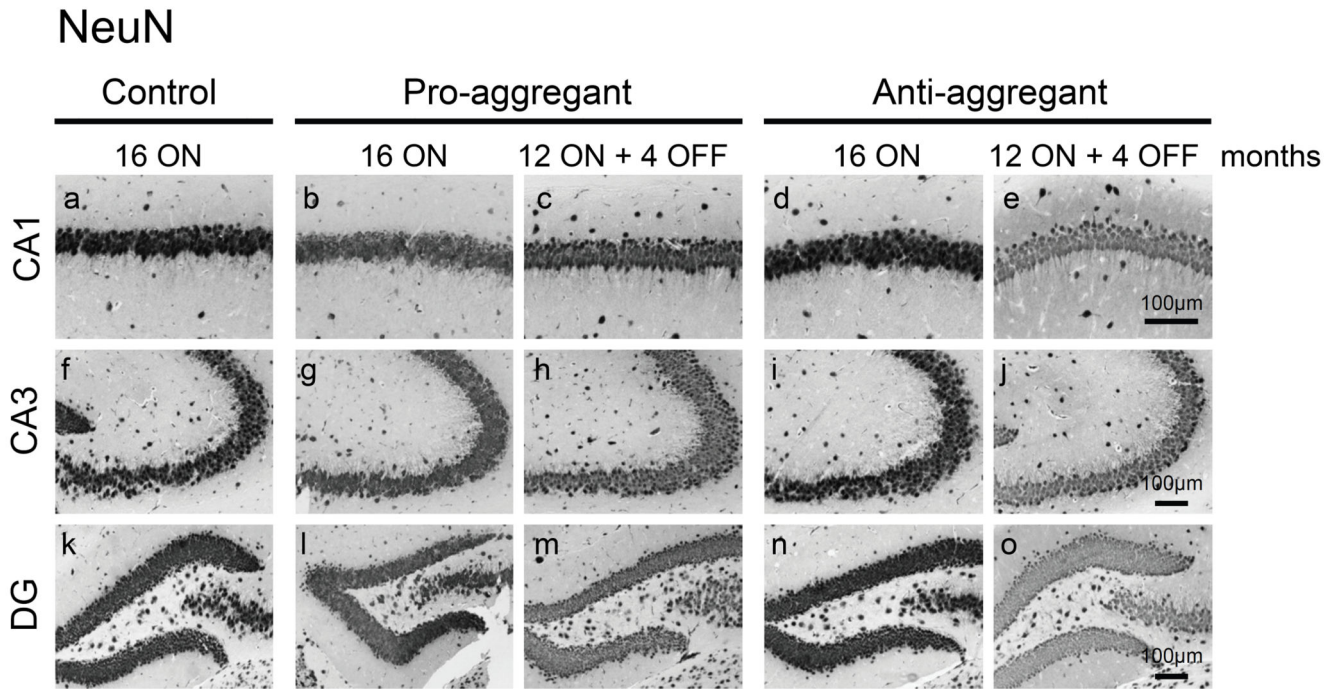 NeuN
Control Pro-aggregant Anti-aggregant
16 ON 16 ON 12 ON + 4 OFF 16 ON 12 ON + 4 OFF months
CA1
a b c d e
100µm
CA3
f g h i j
100µm
DG
k l m n o
100µm